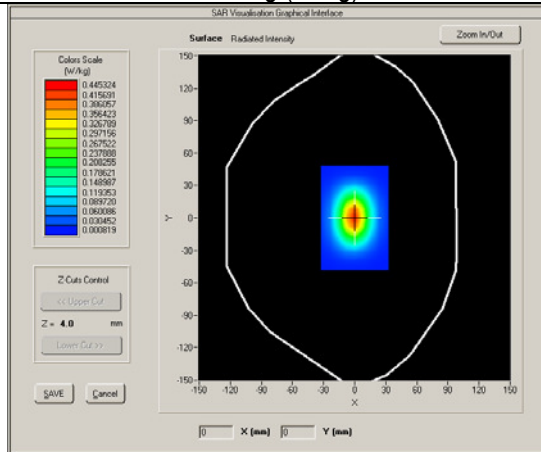 SAR Visualisation Graphical Interface
Surface Radiated Intensity
Zoom In/Out
Colors Scale
(W/kg)
0.445324
0.415691
0.386057
0.356423
0.326789
0.297156
0.267522
0.237888
0.208255
0.178621
0.148987
0.119353
0.089720
0.060086
0.030452
0.000819
150
120
90
60
30
0
-30
-60
-90
-120
-150
Y
-150 -120 -90 -60 -30 0 30 60 90 120 150
X
Z-Cuts Control
<< Upper Cut
Z = 4.0 mm
Lower Cut >>
SAVE Cancel
0 X (mm) 0 Y (mm)